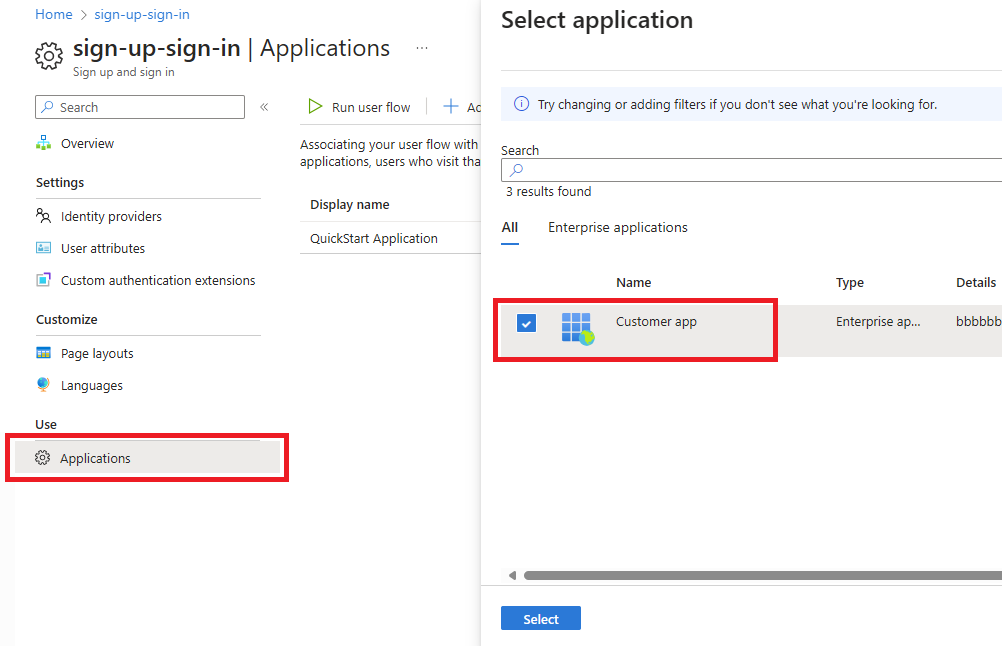 Home > sign-up-sign-in
sign-up-sign-in | Applications ...
Sign up and sign in
Search
«
Overview
Settings
Identity providers
User attributes
Custom authentication extensions
Customize
Page layouts
Languages
Use
Applications
Run user flow
Ad
Associating your user flow with
applications, users who visit tha
Display name
QuickStart Application
Select application
Try changing or adding filters if you don't see what you're looking for.
Search
3 results found
All Enterprise applications
Name Type Details
Customer app Enterprise ap... bbbbbb
Select